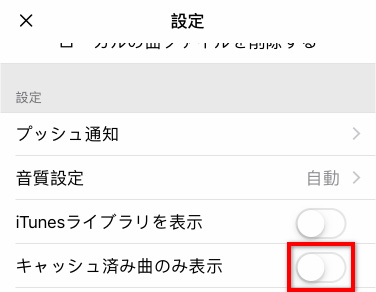 × 設定
ローカルの曲ファイルを削除する
設定
プッシュ通知
音質設定 自動
iTunesライブラリを表示
キャッシュ済み曲のみ表示